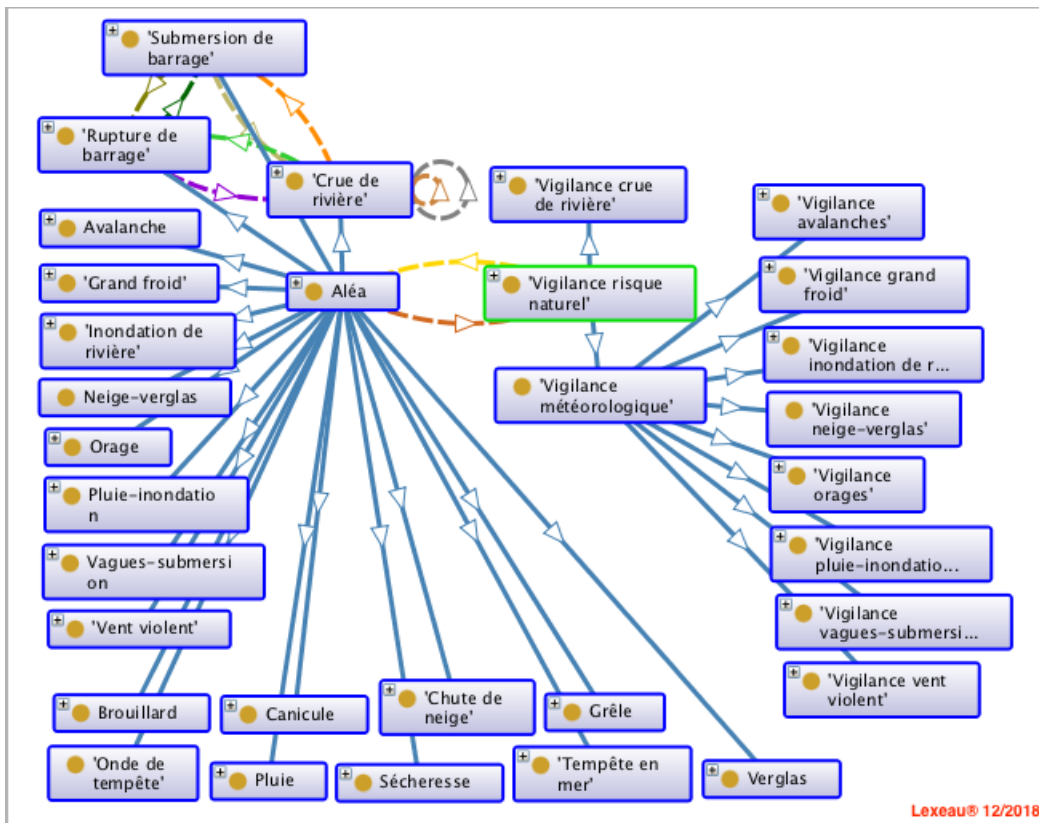 'Submersion de
barrage'
'Rupture de
barrage'
'Crue de
rivière'
'Vigilance crue
de rivière'
'Vigilance
avalanches'
Avalanche
'Grand froid'
Aléa
'Vigilance risque
naturel'
'Vigilance grand
froid'
'Inondation de
rivière'
'Vigilance
inondation de r...
Neige-verglas
'Vigilance
météorologique'
'Vigilance
neige-verglas'
Orage
'Vigilance
orages'
Pluie-inondatio
n
'Vigilance
pluie-inondatio...
Vagues-submersi
on
'Vigilance
vagues-submersi...
'Vent violent'
'Vigilance vent
violent'
Brouillard
Canicule
'Chute de
neige'
Grêle
'Onde de
tempête'
Pluie
Sécheresse
'Tempête en
mer'
Verglas
Lexeau® 12/2018